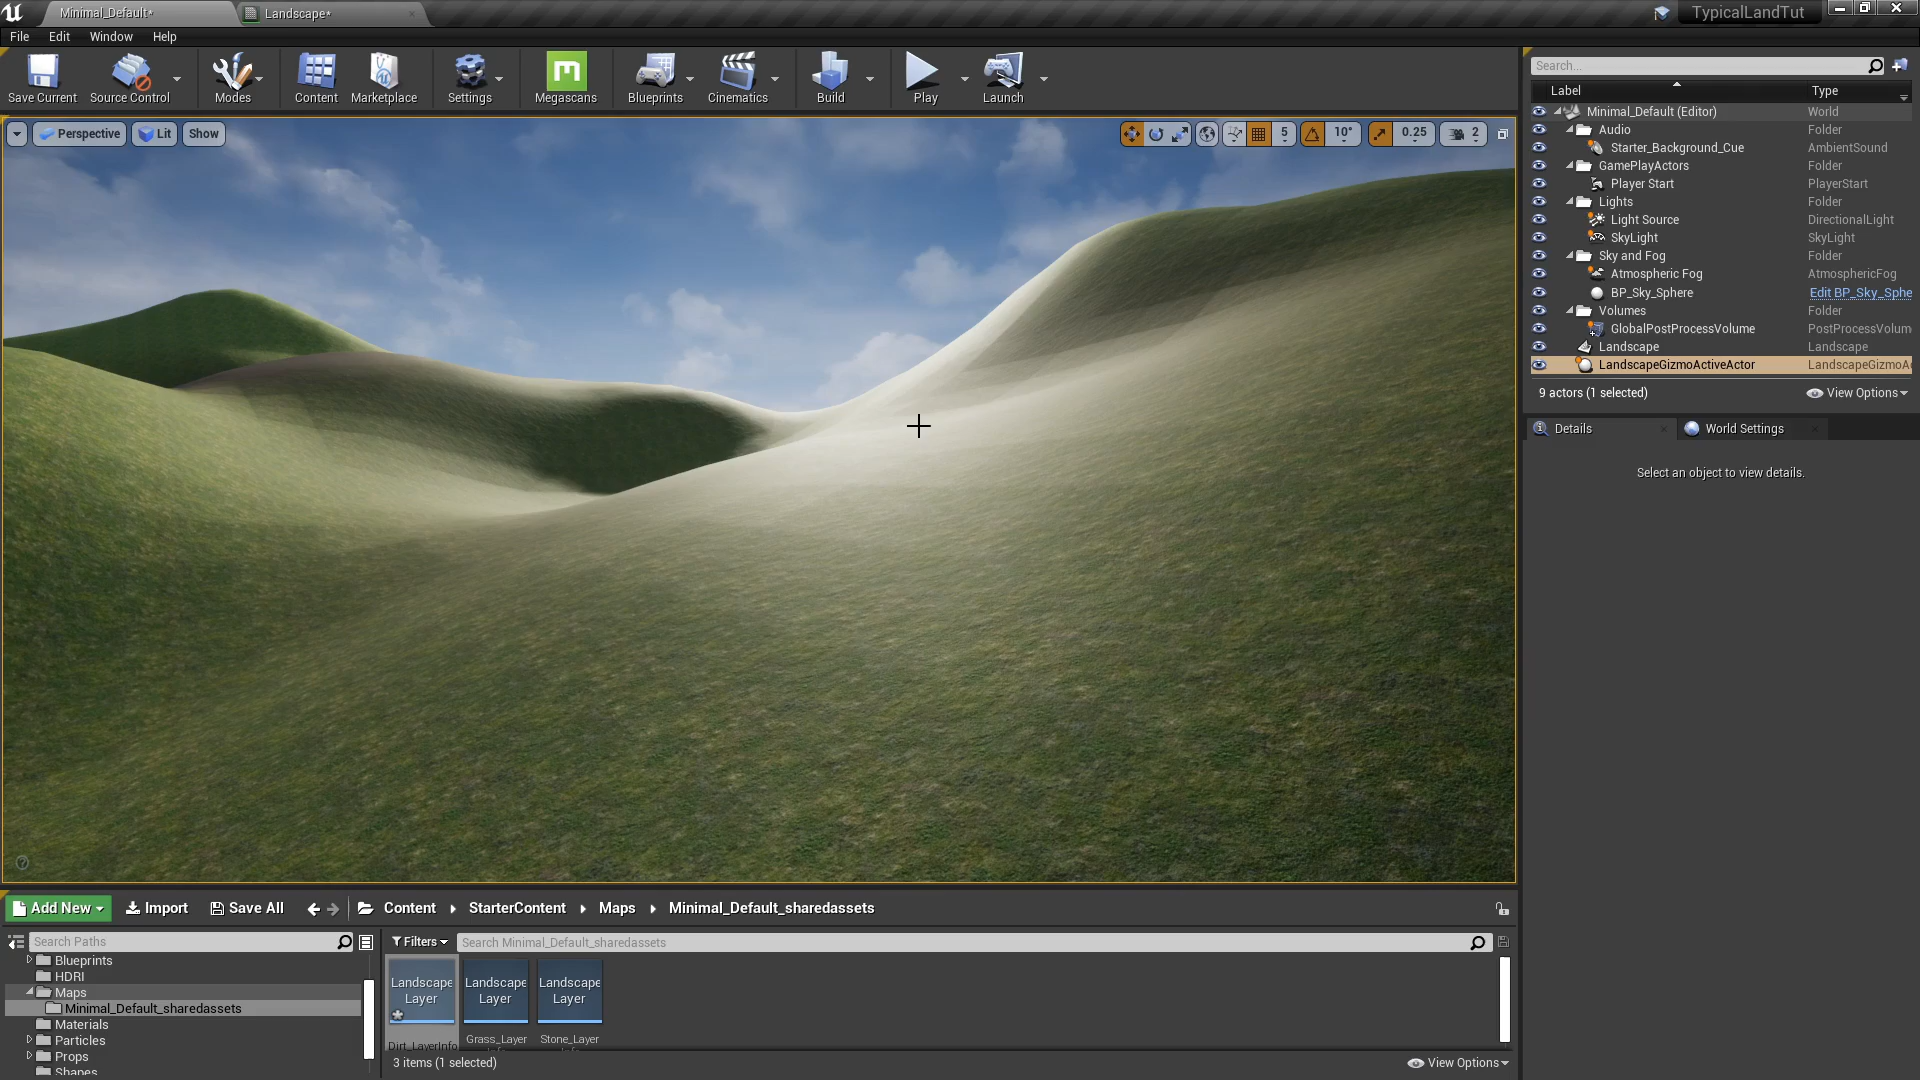 Minimal_Default*
Landscape*
TypicalLandTut
File Edit Window Help
Save Current
Source Control
Modes
Content
Marketplace
Settings
Megascans
Blueprints
Cinematics
Build
Play
Launch
Perspective
Lit
Show
5
10°
0.25
2
Search...
Label Type
Minimal_Default (Editor) World
Audio Folder
Starter_Background_Cue AmbientSound
GamePlayActors Folder
Player Start PlayerStart
Lights Folder
Light Source DirectionalLight
SkyLight SkyLight
Sky and Fog Folder
Atmospheric Fog AtmosphericFog
BP_Sky_Sphere Edit BP_Sky_Sphe
Volumes Folder
GlobalPostProcessVolume PostProcessVolum
Landscape Landscape
LandscapeGizmoActiveActor LandscapeGizmoA
9 actors (1 selected) View Options
Details
World Settings
Select an object to view details.
Add New Import Save All Content StarterContent Maps Minimal_Default_sharedassets
Search Paths
Filters
Search Minimal_Default_sharedassets
Blueprints
HDRI
Maps
Minimal_Default_sharedassets
Materials
Particles
Props
Shapes
Landscape
Layer
Dirt_LayerInfo
Landscape
Layer
Grass_Layer
Landscape
Layer
Stone_Layer
3 items (1 selected) View Options